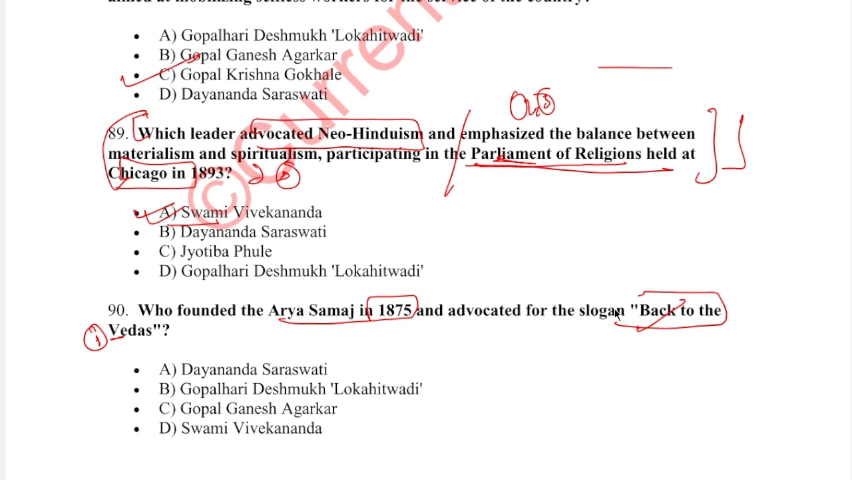 A) Gopalhari Deshmukh 'Lokahitwadi'
B) Gopal Ganesh Agarkar
C) Gopal Krishna Gokhale
D) Dayananda Saraswati
89. Which leader advocated Neo-Hinduism and emphasized the balance between
materialism and spiritualism, participating in the Parliament of Religions held at
Chicago in 1893?
A) Swami Vivekananda
B) Dayananda Saraswati
C) Jyotiba Phule
D) Gopalhari Deshmukh 'Lokahitwadi'
90. Who founded the Arya Samaj in 1875 and advocated for the slogan "Back to the
Vedas"?
A) Dayananda Saraswati
B) Gopalhari Deshmukh 'Lokahitwadi'
C) Gopal Ganesh Agarkar
D) Swami Vivekananda